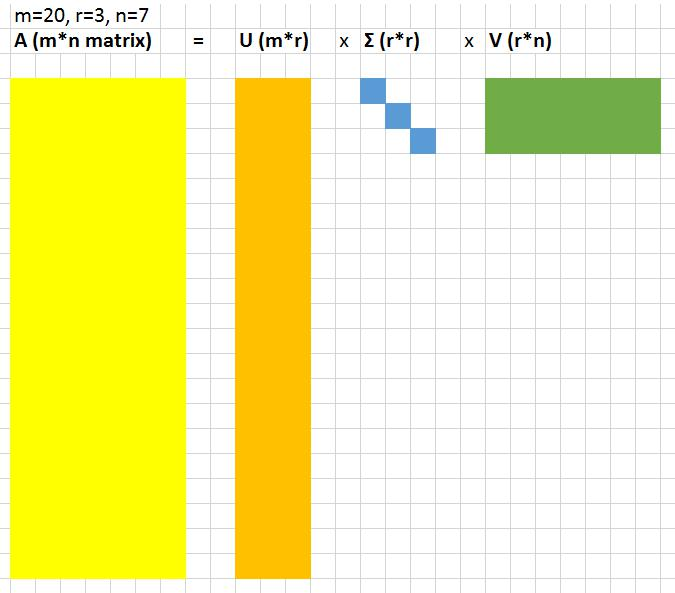 m=20, r=3, n=7
A (m*n matrix) = U (m*r) x Σ (r*r) x V (r*n)